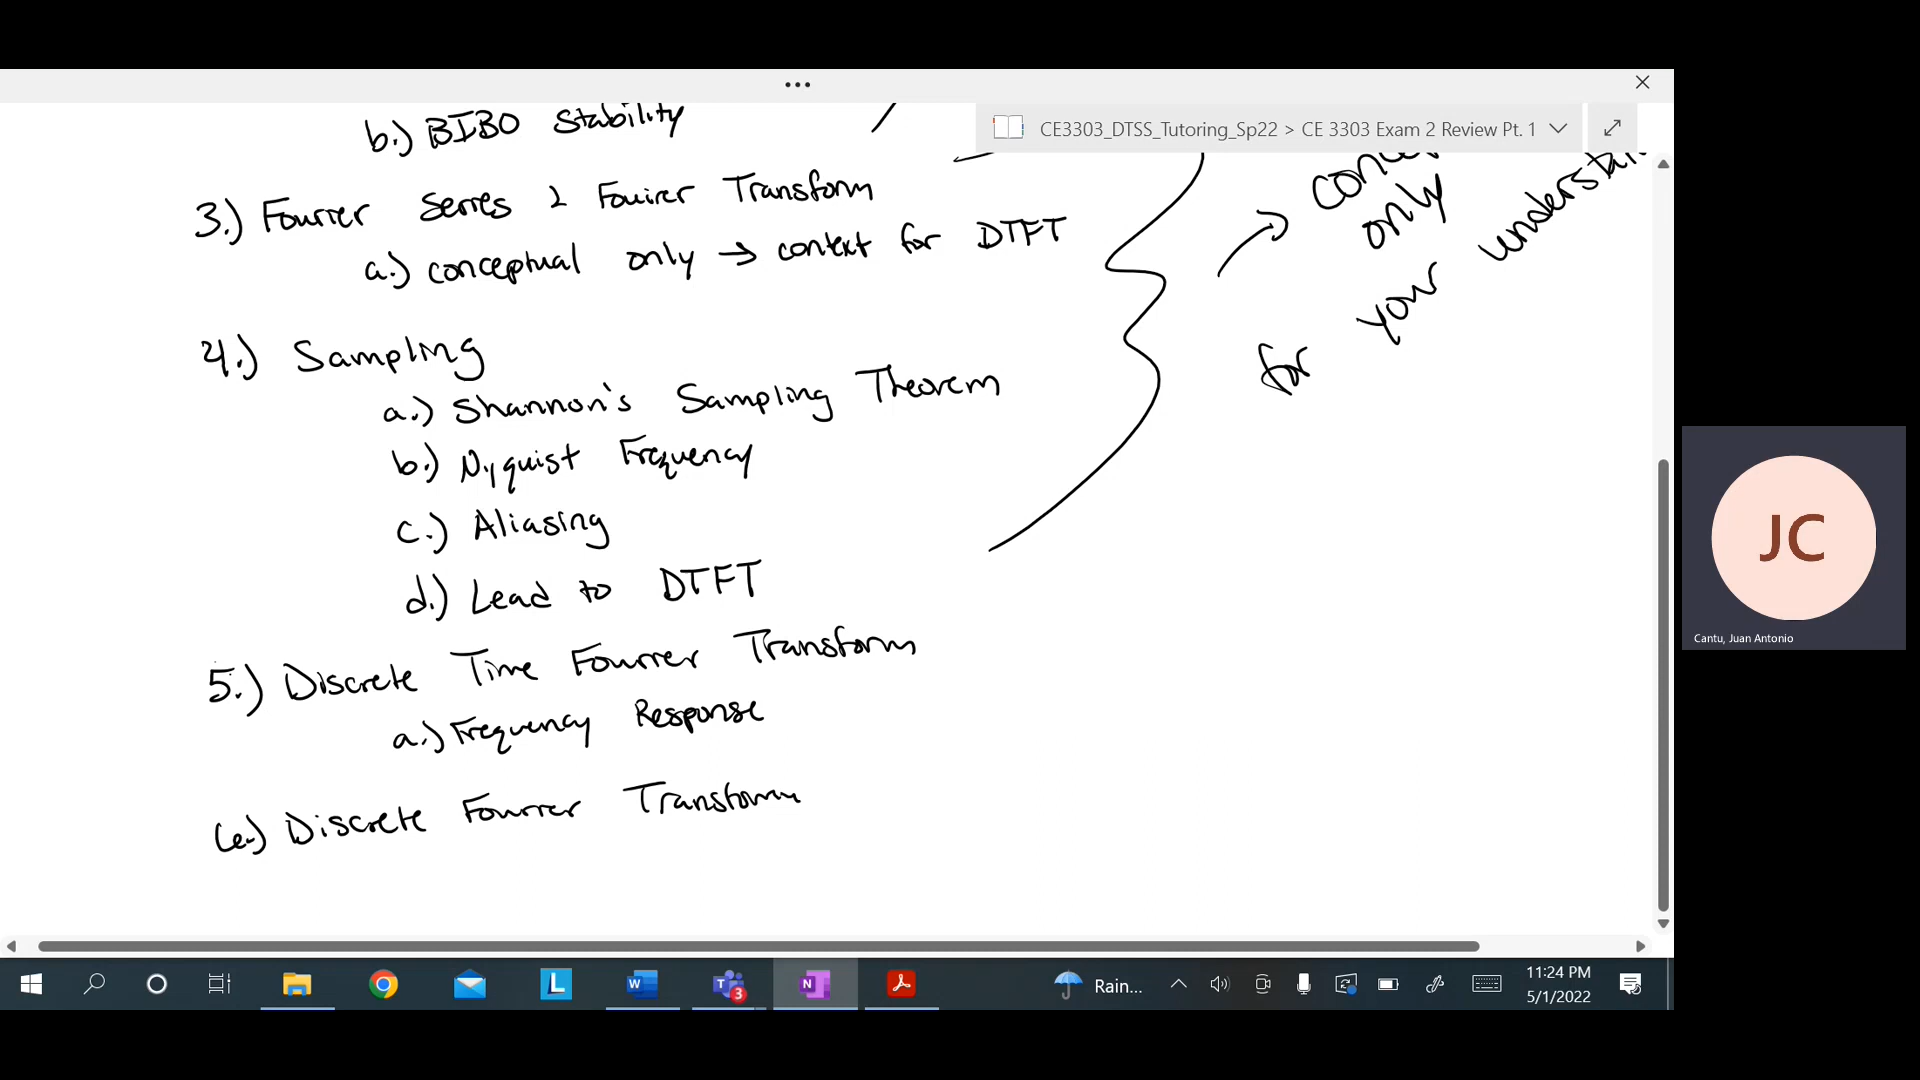 •••
CE3303_DTSS_Tutoring_Sp22 > CE 3303 Exam 2 Review Pt. 1
b.) BIBO Stability
3.) Fourier Series & Fouirer Transform
a.) conceptual only → context for DTFT
only
for your
4.) Sampling
a.) Shannon's Sampling Theorem
b.) Nyquist Frequency
c.) Aliasing
d.) Lead to DTFT
5.) Discrete Time Fourier Transform
a.) Frequency Response
6.) Discrete Fourier Transform
JC
Cantu, Juan Antonio
L
W
T
3
N
Rain...
11:24 PM
5/1/2022